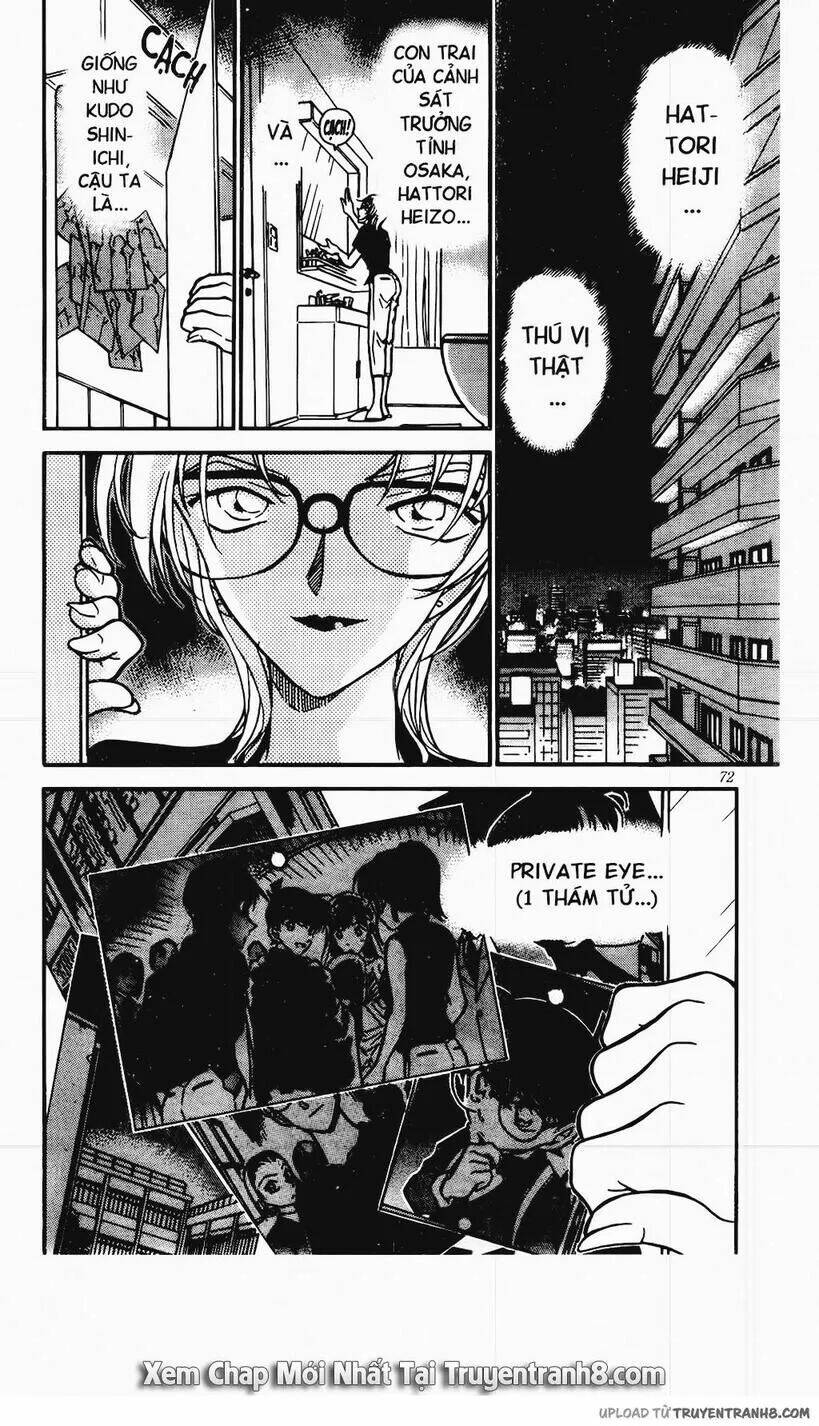 HAT-
TORI
HEIJI
...
THÚ VỊ
THẬT
...
CON TRAI
CỦA CẢNH
SÁT
TRƯỞNG
TỈNH
OSAKA,
HATTORI
HEIZO...
CẠCH!
VÀ
...
CẠCH
GIỐNG
NHƯ
KUDO
SHIN-
ICHI,
CẬU TA
LÀ...
72
PRIVATE EYE...
(1 THÁM TỬ...)
Xem Chap Mới Nhất Tại Truyentranh8.com
UPLOAD TỪ TRUYENTRANH8.COM